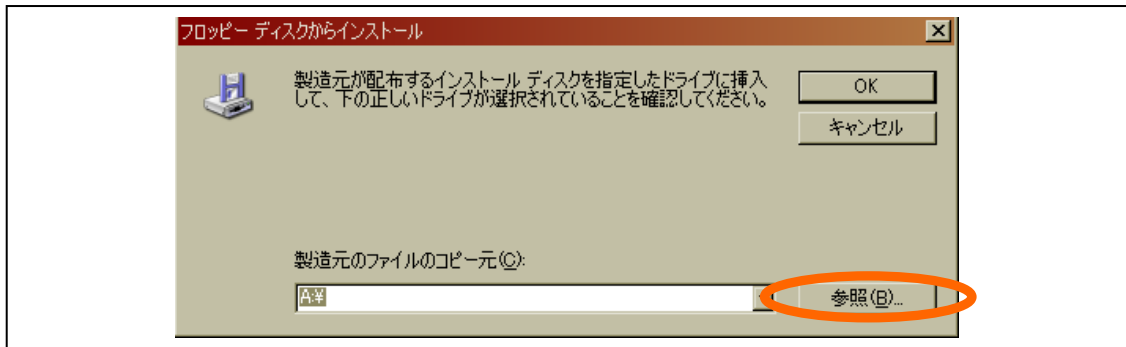 フロッピー ディスクからインストール
製造元が配布するインストール ディスクを指定したドライブに挿入
して、下の正しいドライブが選択されていることを確認してください。
OK
キャンセル
製造元のファイルのコピー元(C):
A:¥
参照(B)...